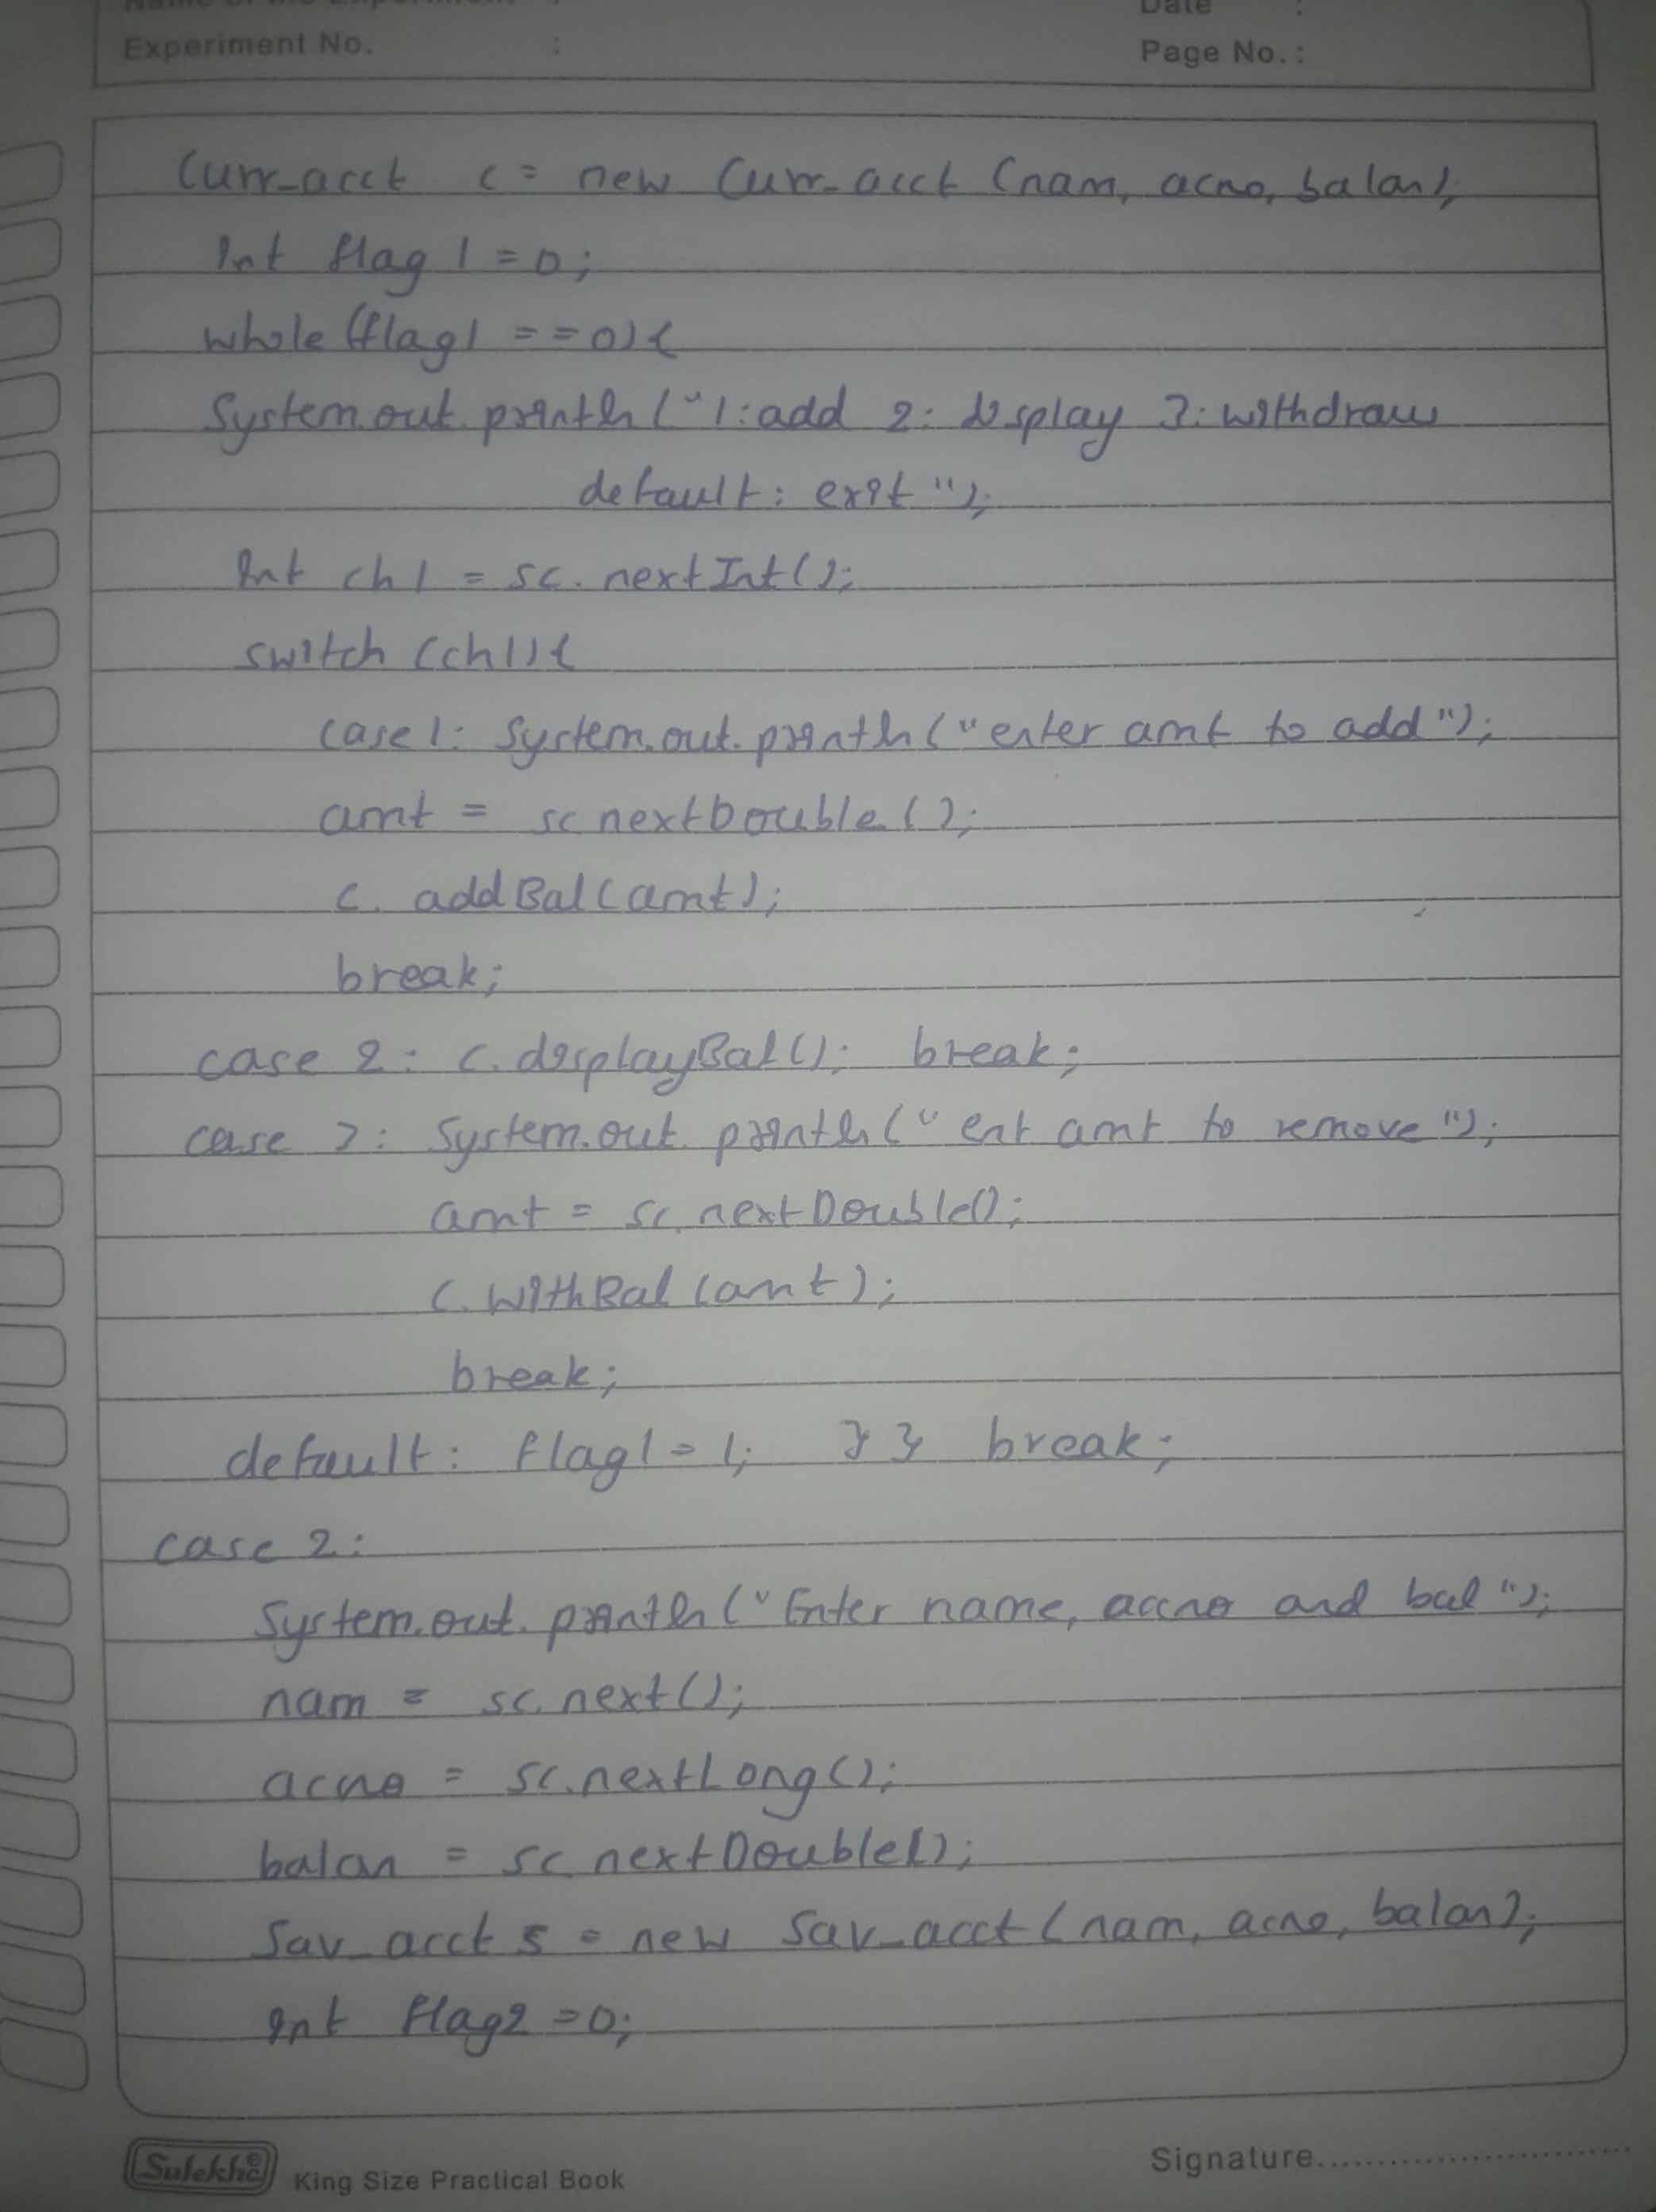 Experiment No. :
Date :
Page No. :
Curr_acct c = new Curr_acct (nam, acno, balan);
int flag1 = 0;
while (flag1 == 0) {
System.out.println ("1: add 2: display 3: withdraw
default: exit ");
int ch1 = sc.nextInt();
switch (ch1) {
case 1: System.out.println ("enter amt to add");
amt = sc nextDouble ();
c. addBal (amt);
break;
case 2: c.displayBal(); break;
case 3: System.out.println (" ent amt to remove ");
amt = sc.nextDouble();
c.withBal (amt);
break;
default: flag1 = 1; } } break;
case 2:
System.out.println ("Enter name, accno and bal ");
nam = sc.next();
acno = sc.nextLong();
balan = sc nextDouble();
Sav_acct s = new Sav_acct (nam, acno, balan);
int flag2 = 0;
Signature..............................
Sulekha King Size Practical Book